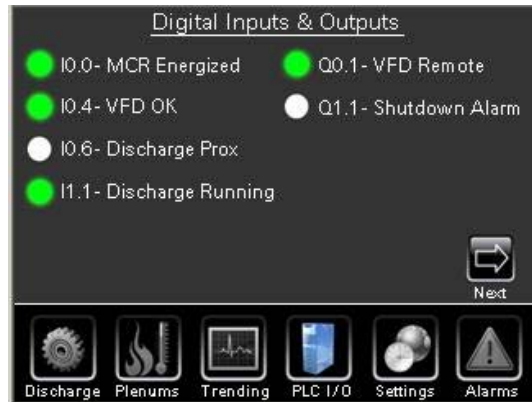 Digital Inputs & Outputs
I0.0- MCR Energized
Q0.1- VFD Remote
I0.4- VFD OK
Q1.1- Shutdown Alarm
I0.6- Discharge Prox
I1.1- Discharge Running
Next
Discharge
Plenums
Trending
PLC I/O
Settings
Alarms